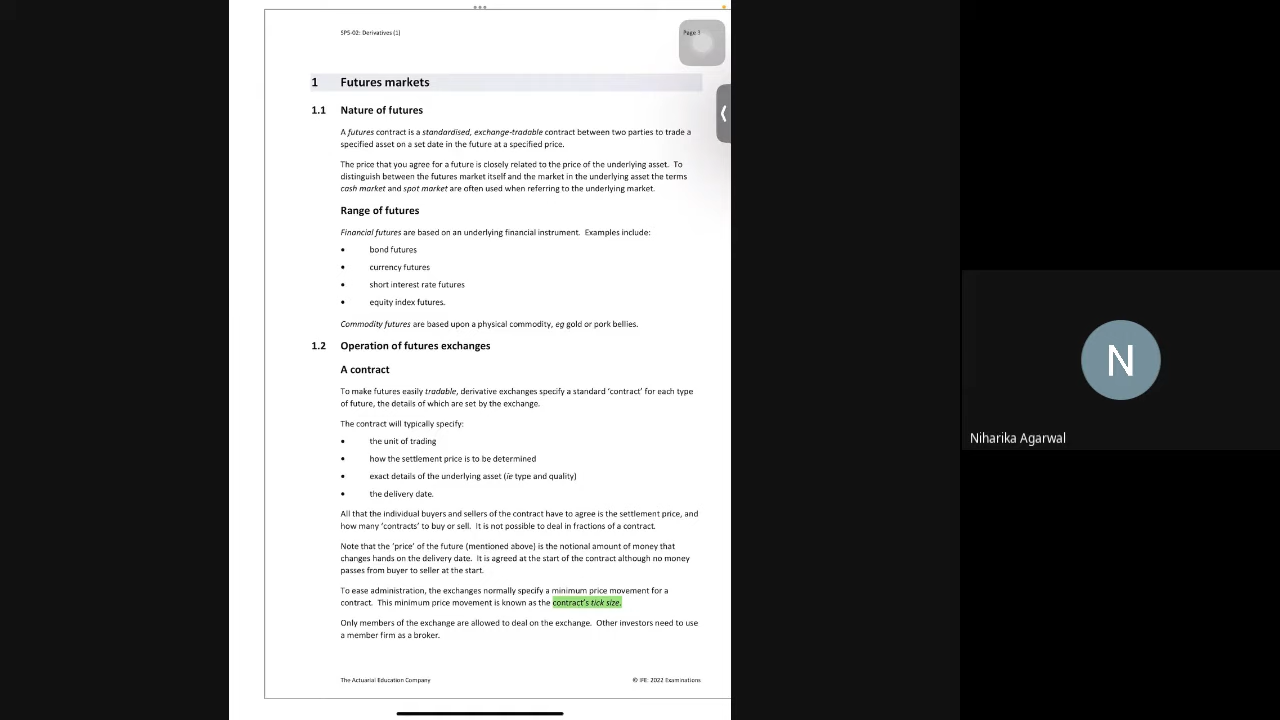 SP5-02: Derivatives (1)
Page 3
1 Futures markets
1.1 Nature of futures
A futures contract is a standardised, exchange-tradable contract between two parties to trade a
specified asset on a set date in the future at a specified price.
The price that you agree for a future is closely related to the price of the underlying asset. To
distinguish between the futures market itself and the market in the underlying asset the terms
cash market and spot market are often used when referring to the underlying market.
Range of futures
Financial futures are based on an underlying financial instrument. Examples include:
• bond futures
• currency futures
• short interest rate futures
• equity index futures.
Commodity futures are based upon a physical commodity, eg gold or pork bellies.
1.2 Operation of futures exchanges
A contract
To make futures easily tradable, derivative exchanges specify a standard ‘contract’ for each type
of future, the details of which are set by the exchange.
The contract will typically specify:
• the unit of trading
• how the settlement price is to be determined
• exact details of the underlying asset (ie type and quality)
• the delivery date.
All that the individual buyers and sellers of the contract have to agree is the settlement price, and
how many ‘contracts’ to buy or sell. It is not possible to deal in fractions of a contract.
Note that the ‘price’ of the future (mentioned above) is the notional amount of money that
changes hands on the delivery date. It is agreed at the start of the contract although no money
passes from buyer to seller at the start.
To ease administration, the exchanges normally specify a minimum price movement for a
contract. This minimum price movement is known as the contract’s tick size.
Only members of the exchange are allowed to deal on the exchange. Other investors need to use
a member firm as a broker.
The Actuarial Education Company
© IFE: 2022 Examinations
N
Niharika Agarwal